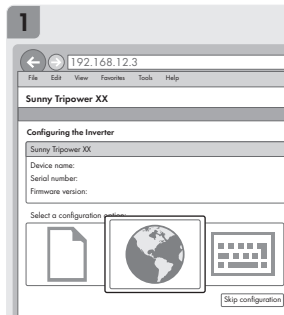 1
192.168.12.3
File Edit View Favorites Tools Help
Sunny Tripower XX
Configuring the Inverter
Sunny Tripower XX
Device name:
Serial number:
Firmware version:
Select a configuration option:
Skip configuration